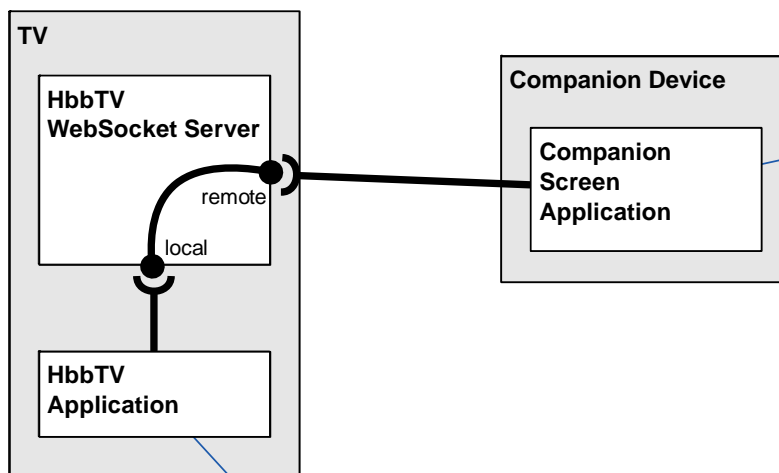 TV
HbbTV
WebSocket Server
remote
local
HbbTV
Application
Companion Device
Companion
Screen
Application